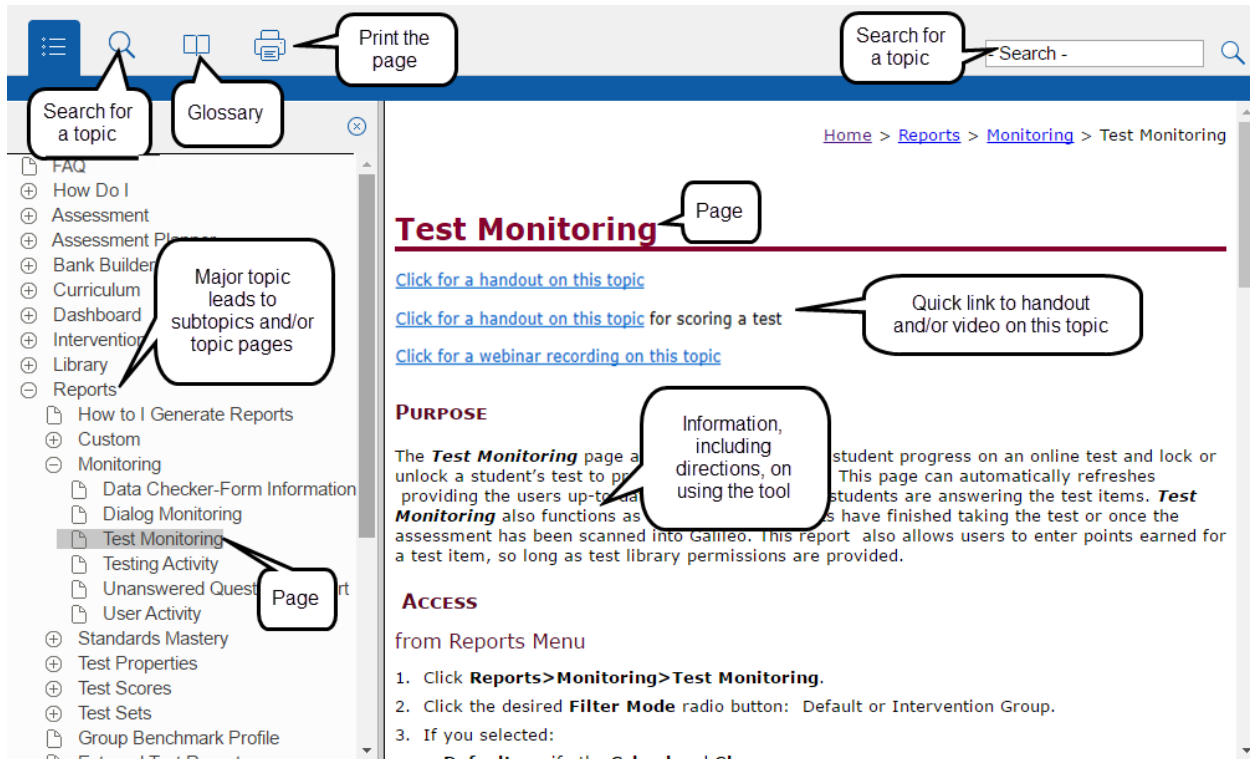 Print the
page
Search for
a topic
- Search -
Search for
a topic
Glossary
Home > Reports > Monitoring > Test Monitoring
FAQ
How Do I
Assessment
Assessment Planner
Bank Builder
Curriculum
Dashboard
Intervention
Library
Reports
How to I Generate Reports
Custom
Monitoring
Data Checker-Form Information
Dialog Monitoring
Test Monitoring
Testing Activity
Unanswered Quest rt
User Activity
Standards Mastery
Test Properties
Test Scores
Test Sets
Group Benchmark Profile
Major topic
leads to
subtopics and/or
topic pages
Page
Test Monitoring
Page
Click for a handout on this topic
Click for a handout on this topic for scoring a test
Click for a webinar recording on this topic
Quick link to handout
and/or video on this topic
PURPOSE
Information,
including
directions, on
using the tool
The Test Monitoring page a student progress on an online test and lock or
unlock a student's test to pr This page can automatically refreshes
providing the users up-to-da students are answering the test items. Test
Monitoring also functions as s have finished taking the test or once the
assessment has been scanned into Galileo. This report also allows users to enter points earned for
a test item, so long as test library permissions are provided.
ACCESS
from Reports Menu
1. Click Reports>Monitoring>Test Monitoring.
2. Click the desired Filter Mode radio button: Default or Intervention Group.
3. If you selected: